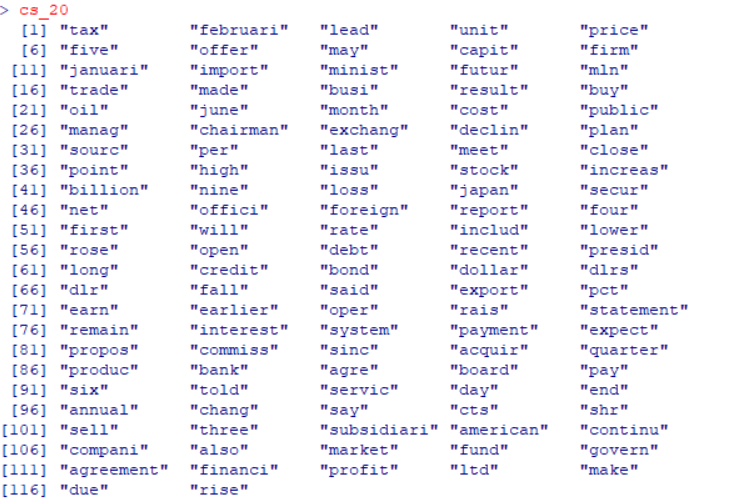 > cs_20
[1] "tax" "februari" "lead" "unit" "price"
[6] "five" "offer" "may" "capit" "firm"
[11] "januari" "import" "minist" "futur" "mln"
[16] "trade" "made" "busi" "result" "buy"
[21] "oil" "june" "month" "cost" "public"
[26] "manag" "chairman" "exchang" "declin" "plan"
[31] "sourc" "per" "last" "meet" "close"
[36] "point" "high" "issu" "stock" "increas"
[41] "billion" "nine" "loss" "japan" "secur"
[46] "net" "offici" "foreign" "report" "four"
[51] "first" "will" "rate" "includ" "lower"
[56] "rose" "open" "debt" "recent" "presid"
[61] "long" "credit" "bond" "dollar" "dlrs"
[66] "dlr" "fall" "said" "export" "pct"
[71] "earn" "earlier" "oper" "rais" "statement"
[76] "remain" "interest" "system" "payment" "expect"
[81] "propos" "commiss" "sinc" "acquir" "quarter"
[86] "produc" "bank" "agre" "board" "pay"
[91] "six" "told" "servic" "day" "end"
[96] "annual" "chang" "say" "cts" "shr"
[101] "sell" "three" "subsidiari" "american" "continu"
[106] "compani" "also" "market" "fund" "govern"
[111] "agreement" "financi" "profit" "ltd" "make"
[116] "due" "rise"